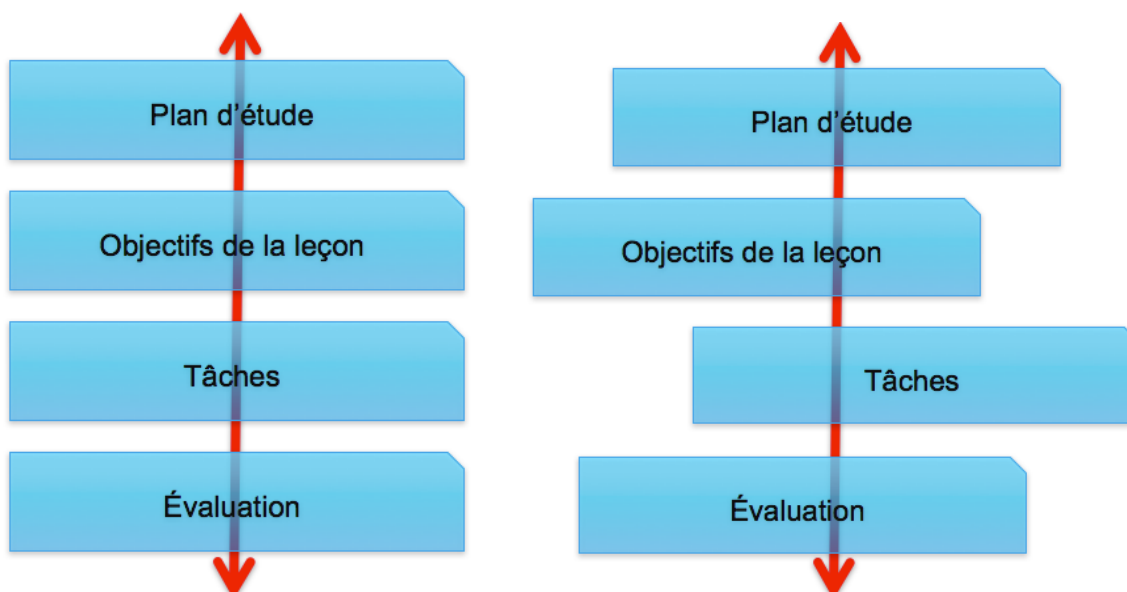 Plan d'étude
Objectifs de la leçon
Tâches
Évaluation
Plan d'étude
Objectifs de la leçon
Tâches
Évaluation